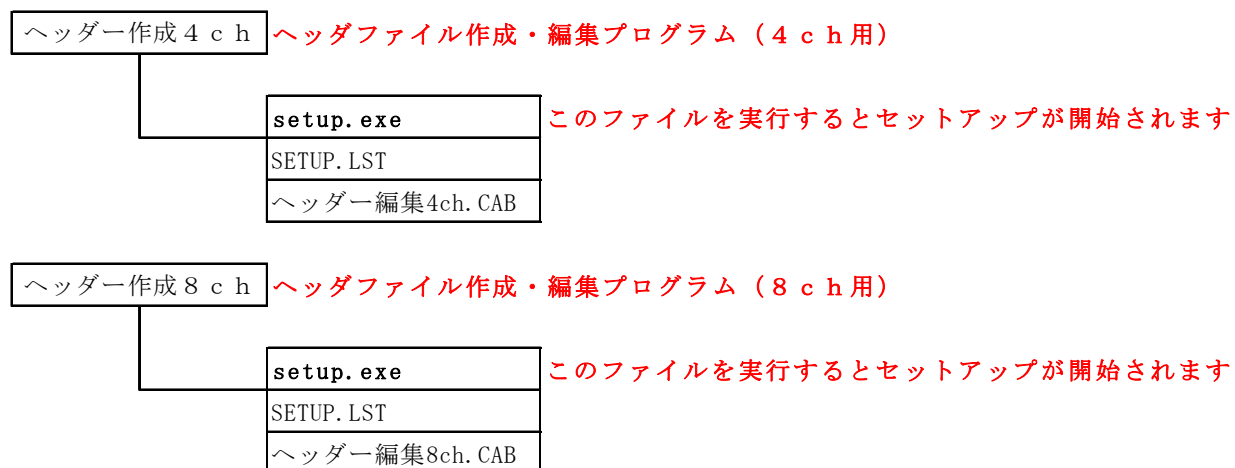 ヘッダー作成４ｃｈ ヘッダファイル作成・編集プログラム（４ｃｈ用）
setup.exe このファイルを実行するとセットアップが開始されます
SETUP.LST
ヘッダー編集4ch.CAB
ヘッダー作成８ｃｈ ヘッダファイル作成・編集プログラム（８ｃｈ用）
setup.exe このファイルを実行するとセットアップが開始されます
SETUP.LST
ヘッダー編集8ch.CAB